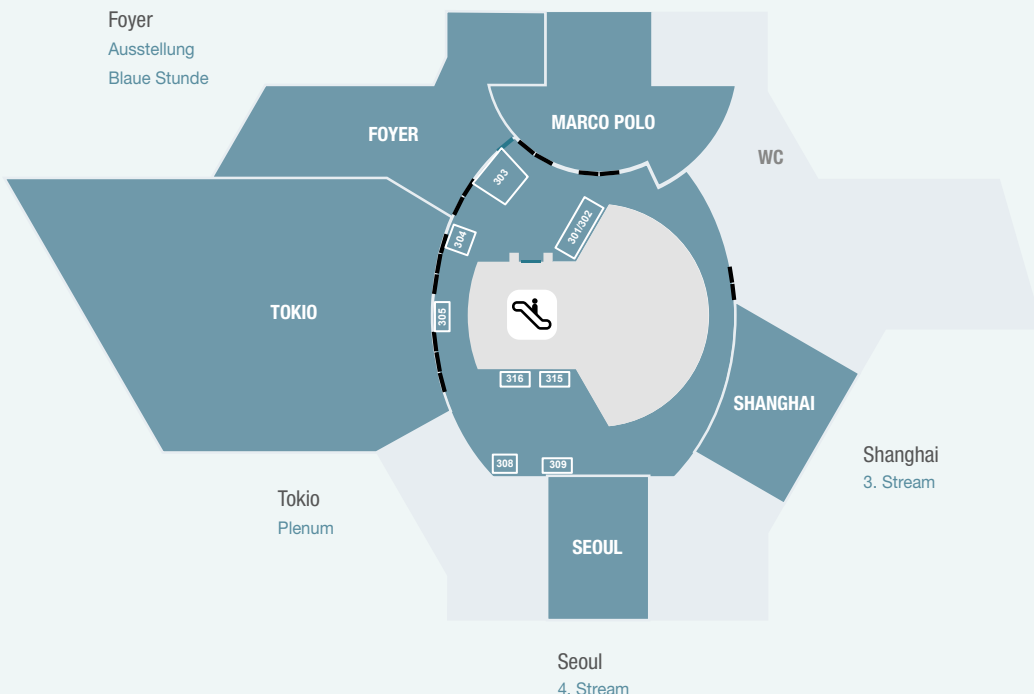 Foyer
Ausstellung
Blaue Stunde
FOYER
MARCO POLO
WC
303
301/302
304
TOKIO
305
316
315
SHANGHAI
308
309
Shanghai
3. Stream
Tokio
Plenum
SEOUL
Seoul
4. Stream